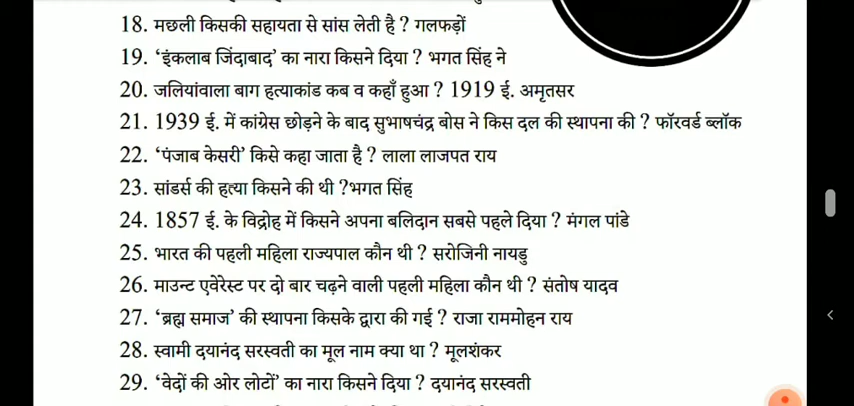 18. मछली किसकी सहायता से सांस लेती है ? गलफड़ों
19. ‘इंकलाब जिंदाबाद’ का नारा किसने दिया ? भगत सिंह ने
20. जलियांवाला बाग हत्याकांड कब व कहाँ हुआ ? 1919 ई. अमृतसर
21. 1939 ई. में कांग्रेस छोड़ने के बाद सुभाषचंद्र बोस ने किस दल की स्थापना की ? फॉरवर्ड ब्लॉक
22. ‘पंजाब केसरी’ किसे कहा जाता है ? लाला लाजपत राय
23. सांडर्स की हत्या किसने की थी ?भगत सिंह
24. 1857 ई. के विद्रोह में किसने अपना बलिदान सबसे पहले दिया ? मंगल पांडे
25. भारत की पहली महिला राज्यपाल कौन थी ? सरोजिनी नायडु
26. माउन्ट एवेरेस्ट पर दो बार चढ़ने वाली पहली महिला कौन थी ? संतोष यादव
27. ‘ब्रह्म समाज’ की स्थापना किसके द्वारा की गई ? राजा राममोहन राय
28. स्वामी दयानंद सरस्वती का मूल नाम क्या था ? मूलशंकर
29. ‘वेदों की ओर लोटों’ का नारा किसने दिया ? दयानंद सरस्वती